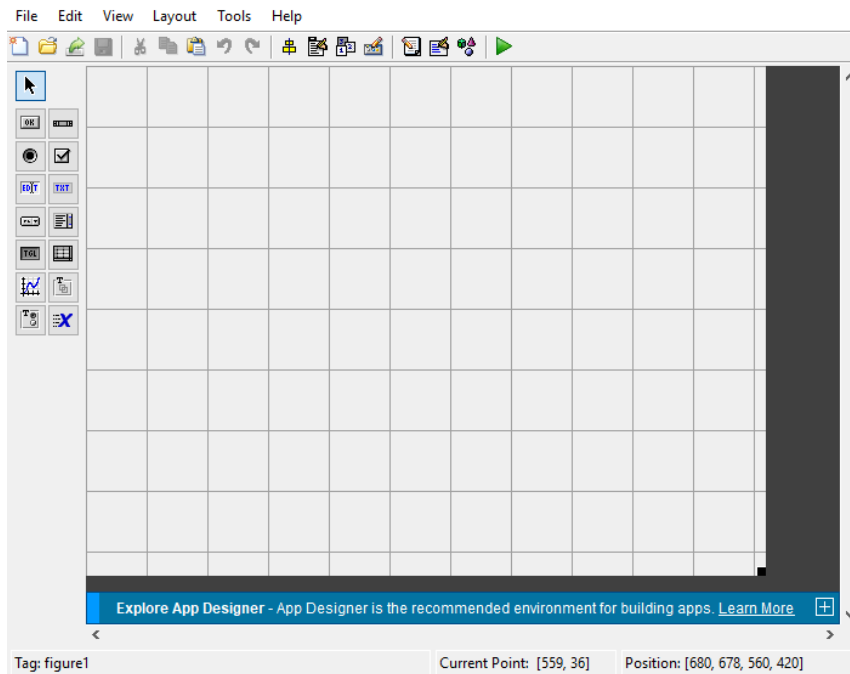 File Edit View Layout Tools Help
OK
EDIT TXT
TGL
T
T X
Explore App Designer - App Designer is the recommended environment for building apps. Learn More
Tag: figure1 Current Point: [559, 36] Position: [680, 678, 560, 420]